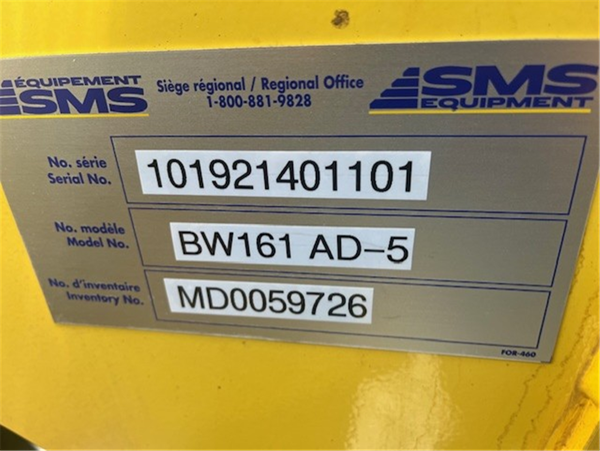 ÉQUIPEMENT
SMS
Siège régional / Regional Office
1-800-881-9828
SMS
EQUIPMENT
No. série
Serial No.
101921401101
No. modèle
Model No.
BW161 AD-5
No. d'inventaire
Inventory No.
MD0059726
FOR-460